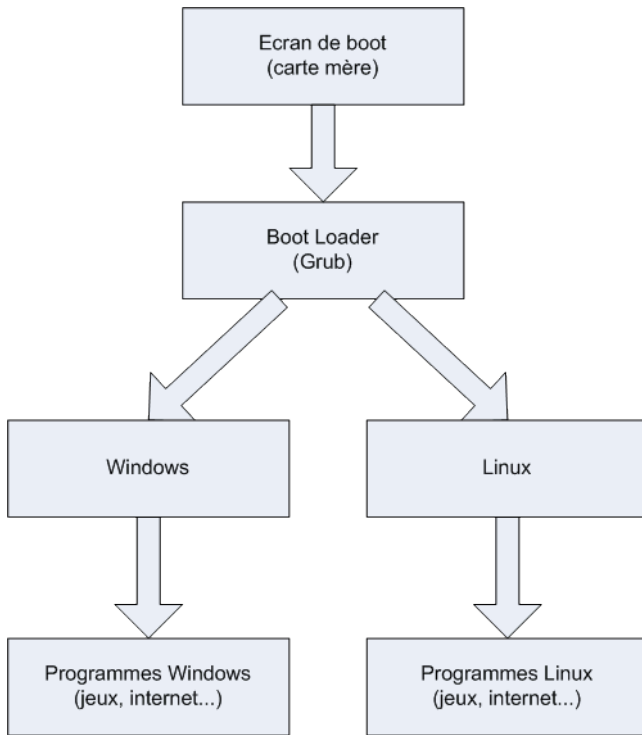 Ecran de boot
(carte mère)
Boot Loader
(Grub)
Windows
Linux
Programmes Windows
(jeux, internet...)
Programmes Linux
(jeux, internet...)